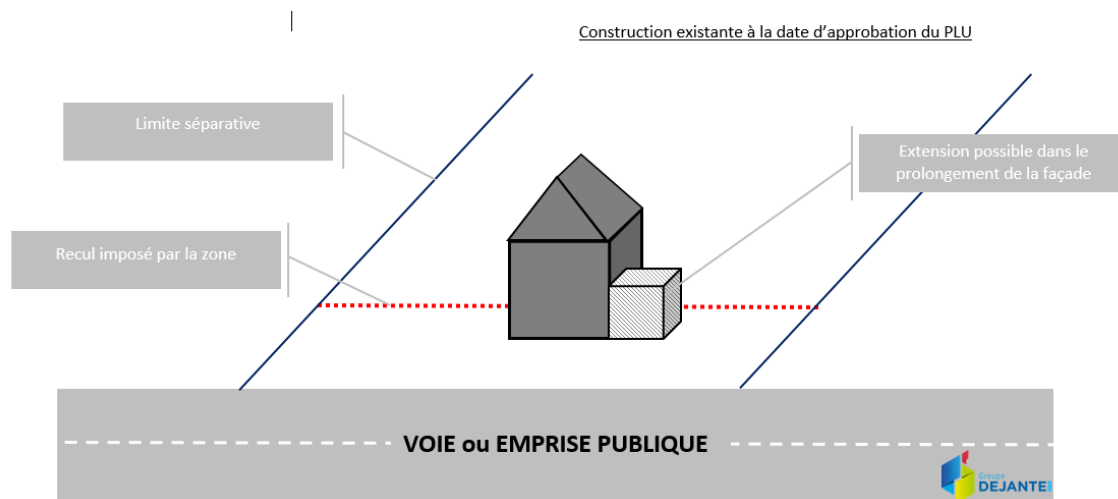 Construction existante à la date d'approbation du PLU
Limite séparative
Extension possible dans le
prolongement de la façade
Recul imposé par la zone
VOIE ou EMPRISE PUBLIQUE
Groupe
DEJANTE